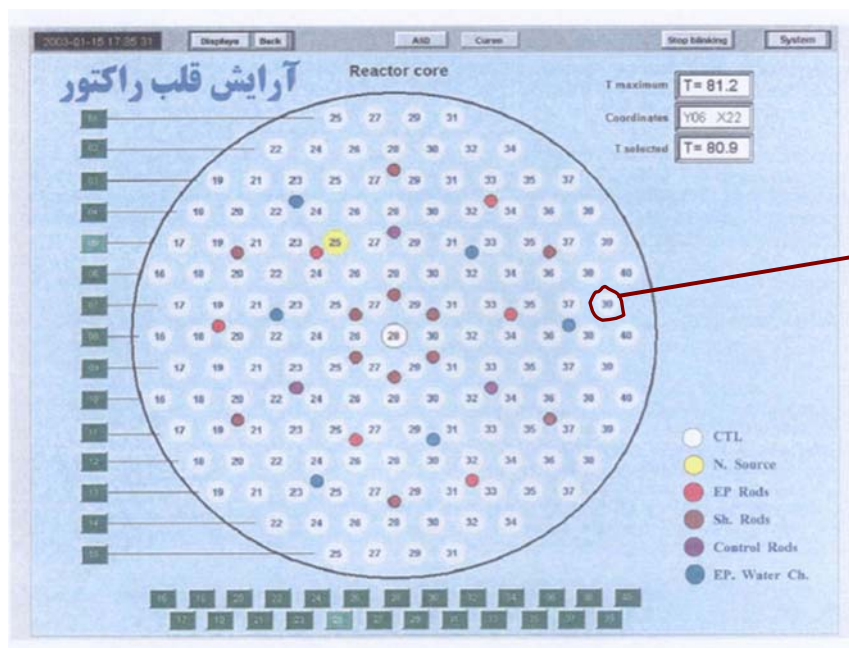 2003-01-15 17:35:31 Displays Back Curve Stop blinking System
آرایش قلب راکتور
Reactor core
T maximum T= 81.2
Coordinates Y06 X22
T selected T= 80.9
25 27 29 31
22 24 26 28 30 32 34
19 21 23 25 27 29 31 33 35 37
18 20 22 24 26 28 30 32 34 36 38
17 19 21 23 25 27 29 31 33 35 37 39
16 18 20 22 24 26 28 30 32 34 36 38 40
17 19 21 23 25 27 29 31 33 35 37 39
16 18 20 22 24 26 28 30 32 34 36 38 40
17 19 21 23 25 27 29 31 33 35 37 39
16 18 20 22 24 26 28 30 32 34 36 38 40
17 19 21 23 25 27 29 31 33 35 37 39
18 20 22 24 26 28 30 32 34 36 38
19 21 23 25 27 29 31 33 35 37
22 24 26 28 30 32 34
25 27 29 31
CTL
N. Source
EP Rods
Sh. Rods
Control Rods
EP. Water Ch.